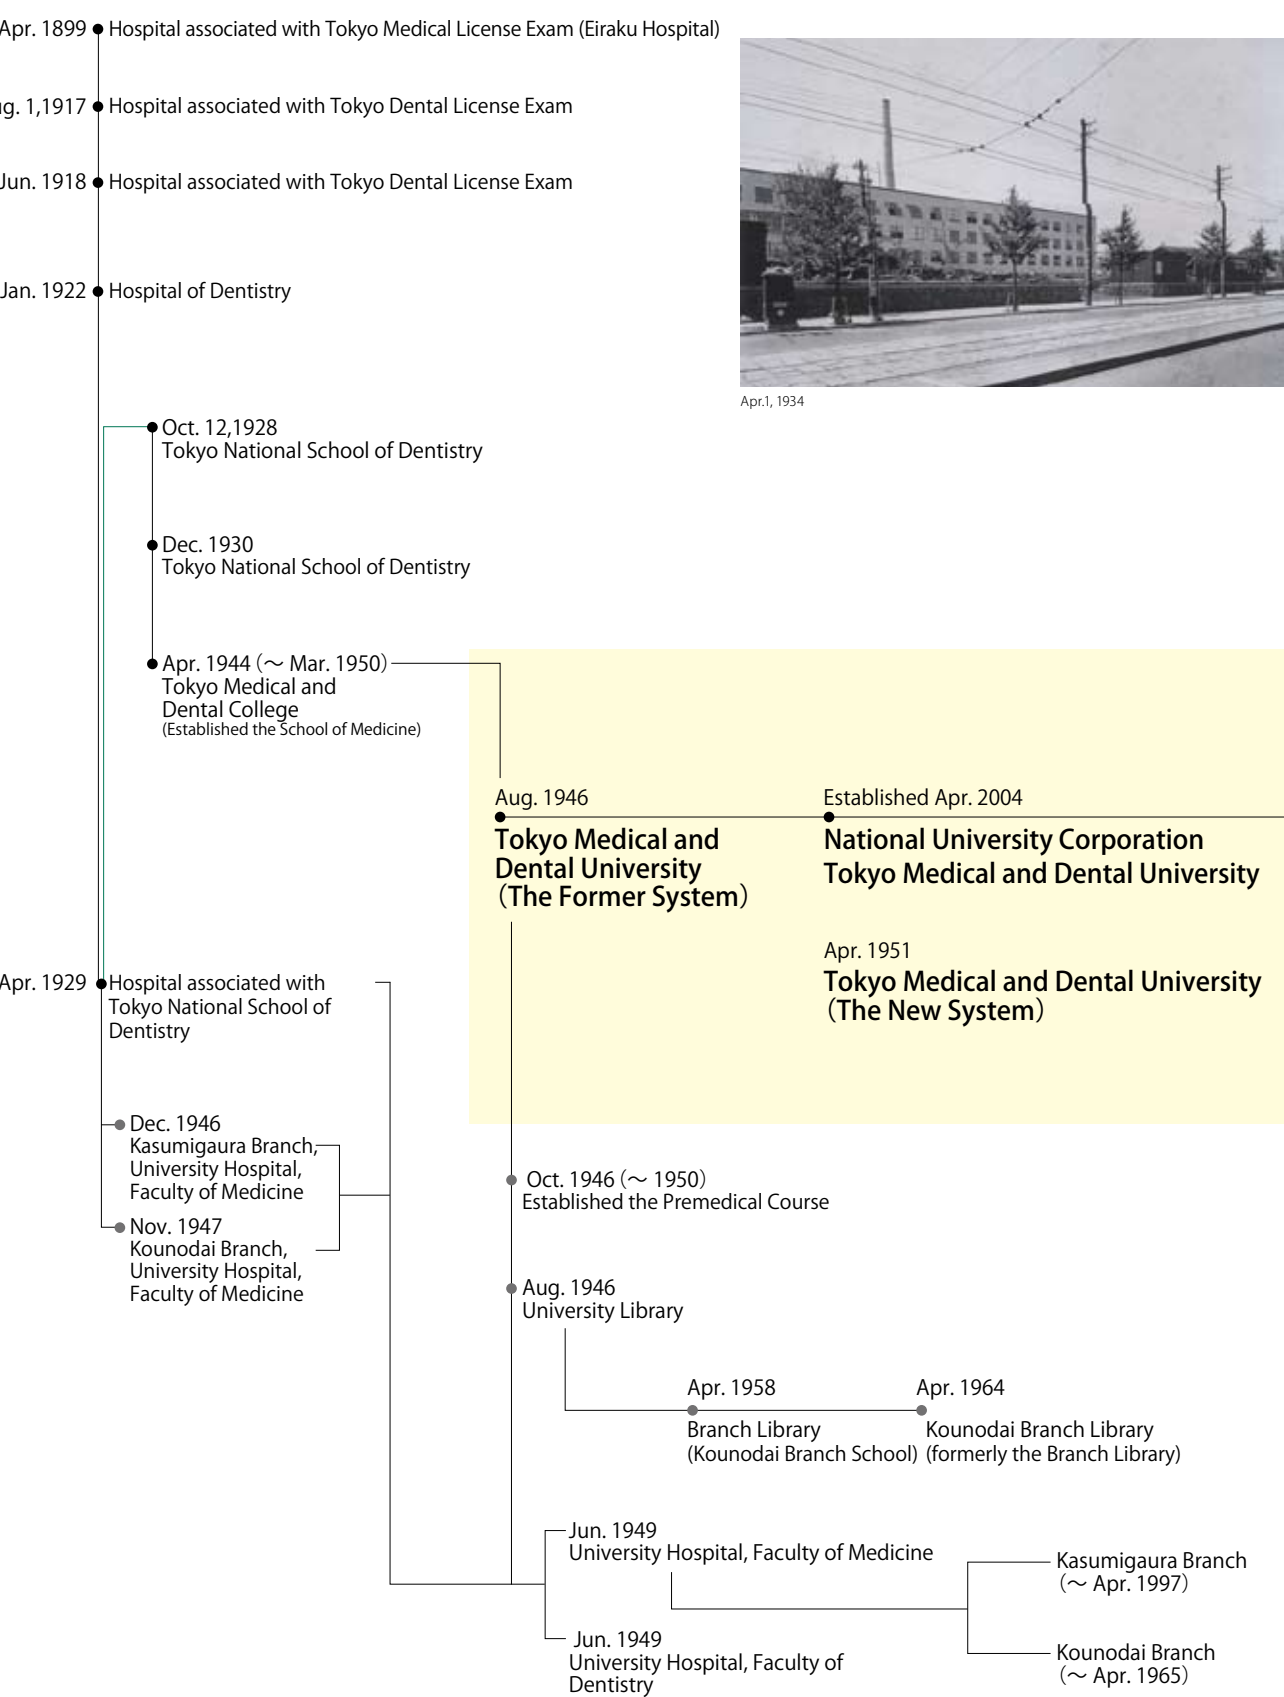 Apr. 1899 Hospital associated with Tokyo Medical License Exam (Eiraku Hospital)
g. 1,1917 Hospital associated with Tokyo Dental License Exam
Jun. 1918 Hospital associated with Tokyo Dental License Exam
Jan. 1922 Hospital of Dentistry
Apr.1, 1934
Oct. 12,1928
Tokyo National School of Dentistry
Dec. 1930
Tokyo National School of Dentistry
Apr. 1944（～ Mar. 1950）
Tokyo Medical and
Dental College
(Established the School of Medicine)
Aug. 1946
Tokyo Medical and
Dental University
（The Former System）
Established Apr. 2004
National University Corporation
Tokyo Medical and Dental University
Apr. 1951
Tokyo Medical and Dental University
（The New System）
Apr. 1929 Hospital associated with
Tokyo National School of
Dentistry
Dec. 1946
Kasumigaura Branch,
University Hospital,
Faculty of Medicine
Nov. 1947
Kounodai Branch,
University Hospital,
Faculty of Medicine
Oct. 1946（～ 1950）
Established the Premedical Course
Aug. 1946
University Library
Apr. 1958
Branch Library
(Kounodai Branch School)
Apr. 1964
Kounodai Branch Library
(formerly the Branch Library)
Jun. 1949
University Hospital, Faculty of Medicine
Kasumigaura Branch
（～ Apr. 1997）
Kounodai Branch
（～ Apr. 1965）
Jun. 1949
University Hospital, Faculty of
Dentistry